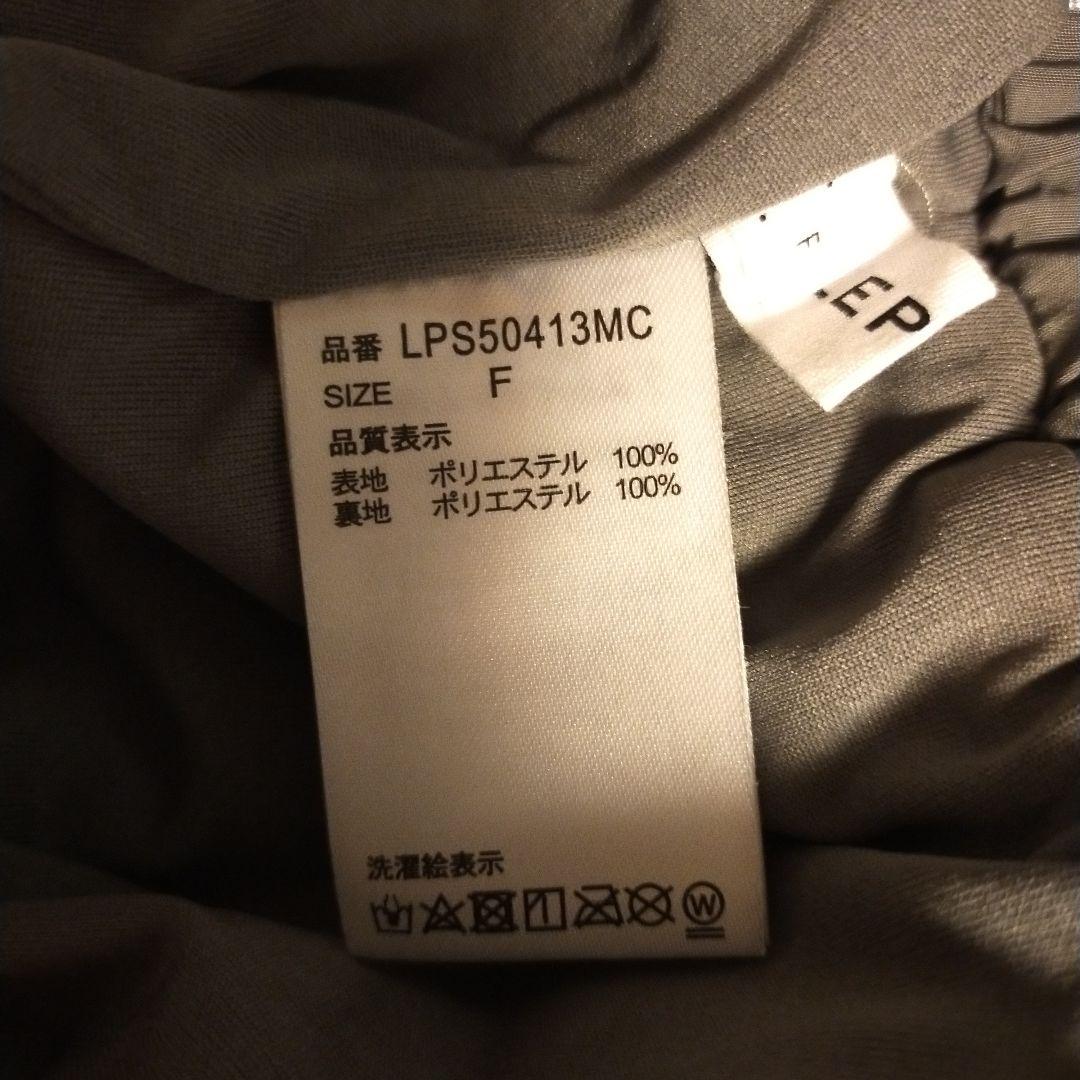 品番 LPS50413MC
SIZE F
品質表示
表地 ポリエステル 100%
裏地 ポリエステル 100%
洗濯絵表示
W
.EP